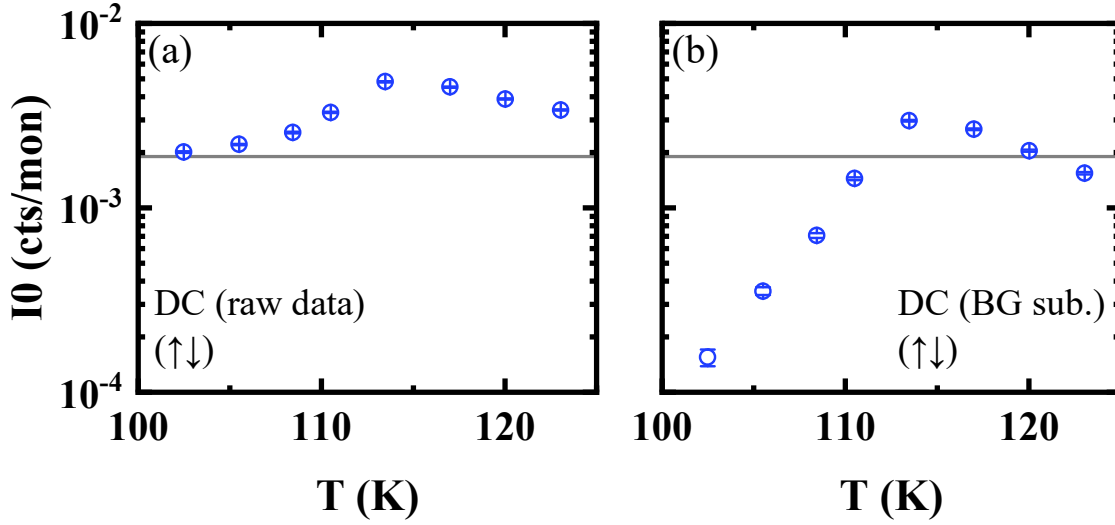 I0 (cts/mon)
10⁻²
10⁻³
10⁻⁴
(a)
DC (raw data)
(↑↓)
100 110 120
T (K)
(b)
DC (BG sub.)
(↑↓)
100 110 120
T (K)